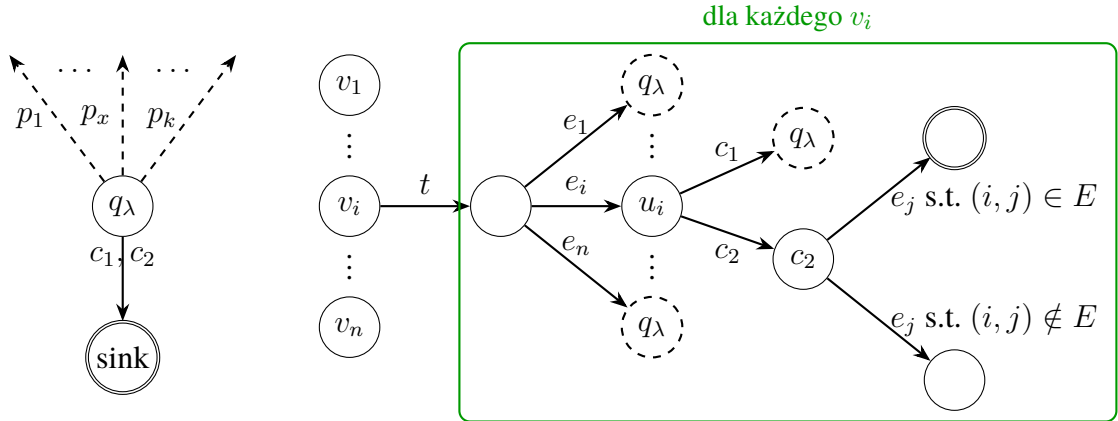 dla każdego v_i
... ...
p_1 p_x p_k
q_λ
c_1, c_2
sink
v_1
⋮
v_i
⋮
v_n
t
e_1
e_i
e_n
q_λ
⋮
u_i
⋮
q_λ
c_1
c_2
q_λ
c_2
e_j s.t. (i, j) ∈ E
e_j s.t. (i, j) ∉ E